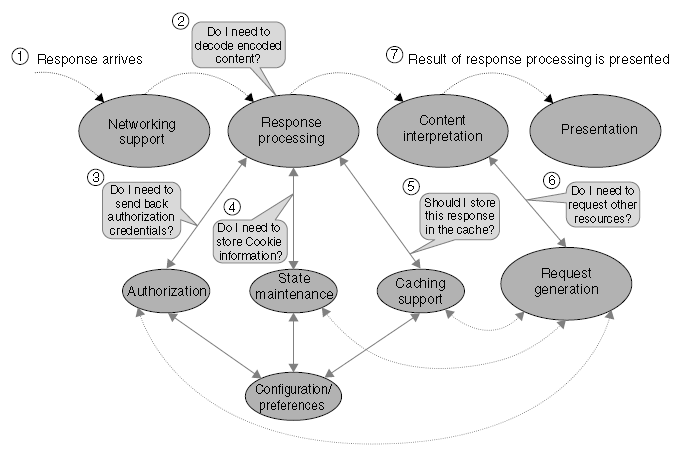 ① Response arrives
②
Do I need to
decode encoded
content?
⑦ Result of response processing is presented
Networking
support
Response
processing
Content
interpretation
Presentation
③
Do I need to
send back
authorization
credentials?
④
Do I need to
store Cookie
information?
⑤
Should I store
this response
in the cache?
⑥
Do I need to
request other
resources?
Authorization
State
maintenance
Caching
support
Request
generation
Configuration/
preferences